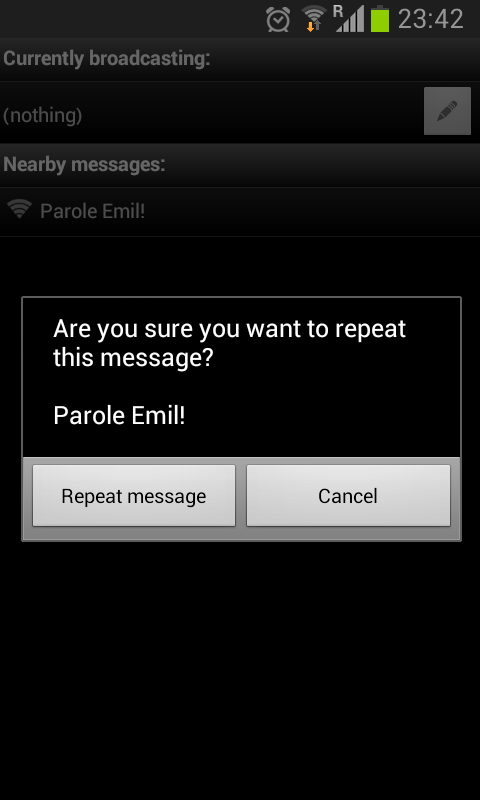 R 23:42
Currently broadcasting:
(nothing)
Nearby messages:
Parole Emil!
Are you sure you want to repeat
this message?
Parole Emil!
Repeat message
Cancel